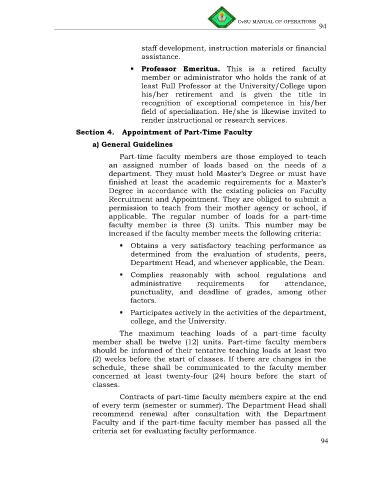 CvSU MANUAL OF OPERATIONS
94
staff development, instruction materials or financial
assistance.
▪ Professor Emeritus. This is a retired faculty
member or administrator who holds the rank of at
least Full Professor at the University/College upon
his/her retirement and is given the title in
recognition of exceptional competence in his/her
field of specialization. He/she is likewise invited to
render instructional or research services.
Section 4. Appointment of Part-Time Faculty
a) General Guidelines
Part-time faculty members are those employed to teach
an assigned number of loads based on the needs of a
department. They must hold Master's Degree or must have
finished at least the academic requirements for a Master's
Degree in accordance with the existing policies on Faculty
Recruitment and Appointment. They are obliged to submit a
permission to teach from their mother agency or school, if
applicable. The regular number of loads for a part-time
faculty member is three (3) units. This number may be
increased if the faculty member meets the following criteria:
▪ Obtains a very satisfactory teaching performance as
determined from the evaluation of students, peers,
Department Head, and whenever applicable, the Dean.
▪ Complies reasonably with school regulations and
administrative requirements for attendance,
punctuality, and deadline of grades, among other
factors.
▪ Participates actively in the activities of the department,
college, and the University.
The maximum teaching loads of a part-time faculty
member shall be twelve (12) units. Part-time faculty members
should be informed of their tentative teaching loads at least two
(2) weeks before the start of classes. If there are changes in the
schedule, these shall be communicated to the faculty member
concerned at least twenty-four (24) hours before the start of
classes.
Contracts of part-time faculty members expire at the end
of every term (semester or summer). The Department Head shall
recommend renewal after consultation with the Department
Faculty and if the part-time faculty member has passed all the
criteria set for evaluating faculty performance.
94